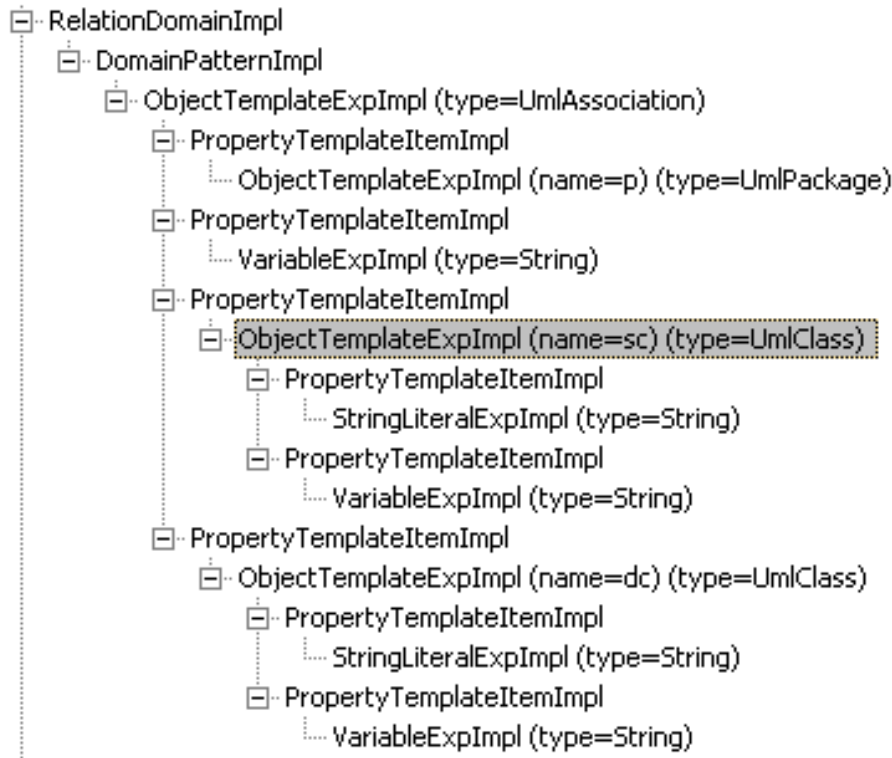 RelationDomainImpl
DomainPatternImpl
ObjectTemplateExpImpl (type=UmlAssociation)
PropertyTemplateItemImpl
ObjectTemplateExpImpl (name=p) (type=UmlPackage)
PropertyTemplateItemImpl
VariableExpImpl (type=String)
PropertyTemplateItemImpl
ObjectTemplateExpImpl (name=sc) (type=UmlClass)
PropertyTemplateItemImpl
StringLiteralExpImpl (type=String)
PropertyTemplateItemImpl
VariableExpImpl (type=String)
PropertyTemplateItemImpl
ObjectTemplateExpImpl (name=dc) (type=UmlClass)
PropertyTemplateItemImpl
StringLiteralExpImpl (type=String)
PropertyTemplateItemImpl
VariableExpImpl (type=String)